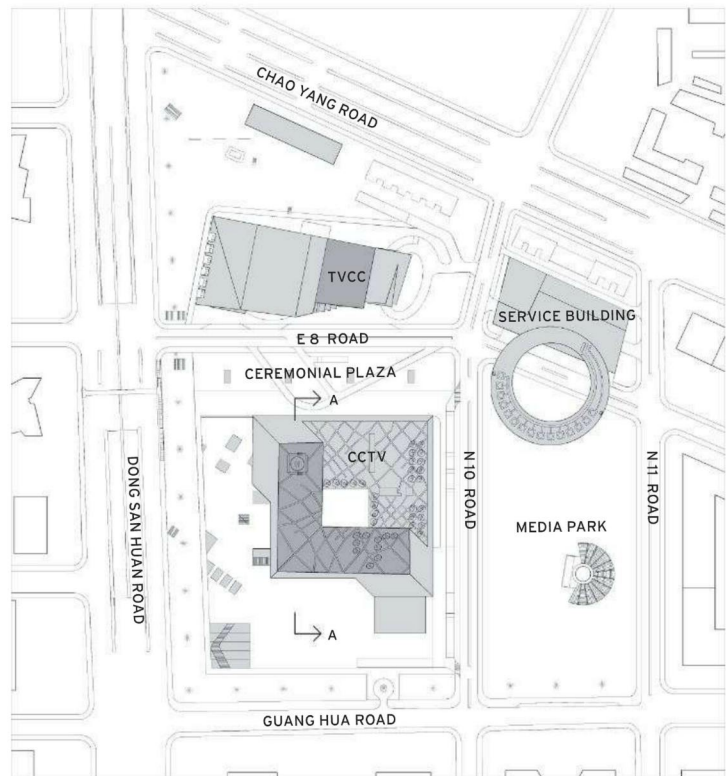 CHAO YANG ROAD
TVCC
SERVICE BUILDING
E 8 ROAD
CEREMONIAL PLAZA
A
CCTV
DONG SAN HUAN ROAD
N 10 ROAD
N 11 ROAD
MEDIA PARK
A
GUANG HUA ROAD